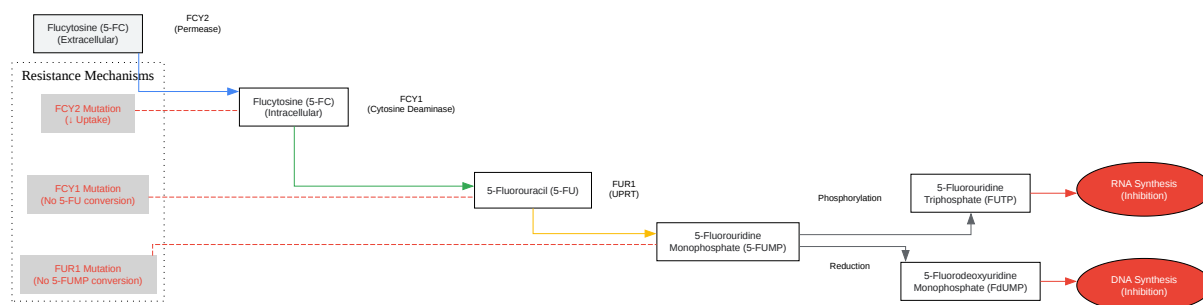 Flucytosine (5-FC)
(Extracellular)
FCY2
(Permease)
Resistance Mechanisms
FCY2 Mutation
(↓ Uptake)
Flucytosine (5-FC)
(Intracellular)
FCY1
(Cytosine Deaminase)
FCY1 Mutation
(No 5-FU conversion)
5-Fluorouracil (5-FU)
FUR1
(UPRT)
Phosphorylation
5-Fluorouridine
Triphosphate (FUTP)
RNA Synthesis
(Inhibition)
5-Fluorouridine
Monophosphate (5-FUMP)
FUR1 Mutation
(No 5-FUMP conversion)
Reduction
5-Fluorodeoxyuridine
Monophosphate (FdUMP)
DNA Synthesis
(Inhibition)